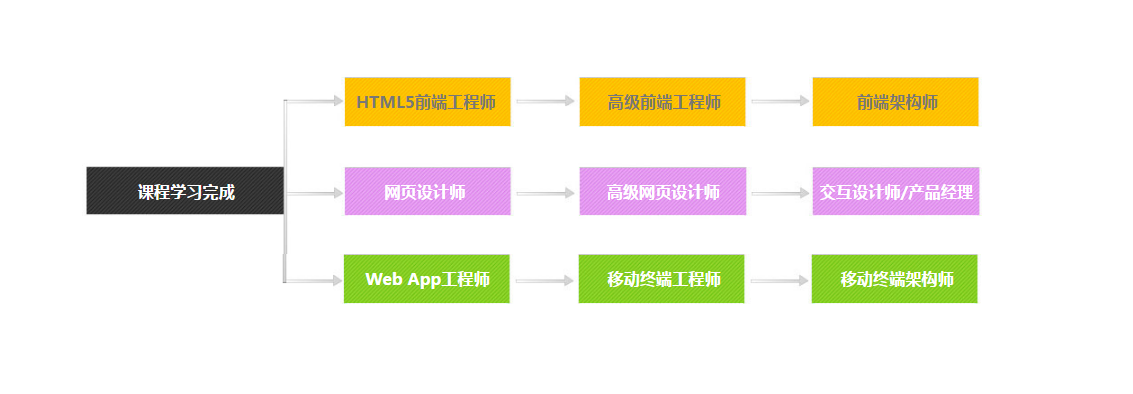 HTML5前端工程师
高级前端工程师
前端架构师
课程学习完成
网页设计师
高级网页设计师
交互设计师/产品经理
Web App工程师
移动终端工程师
移动终端架构师